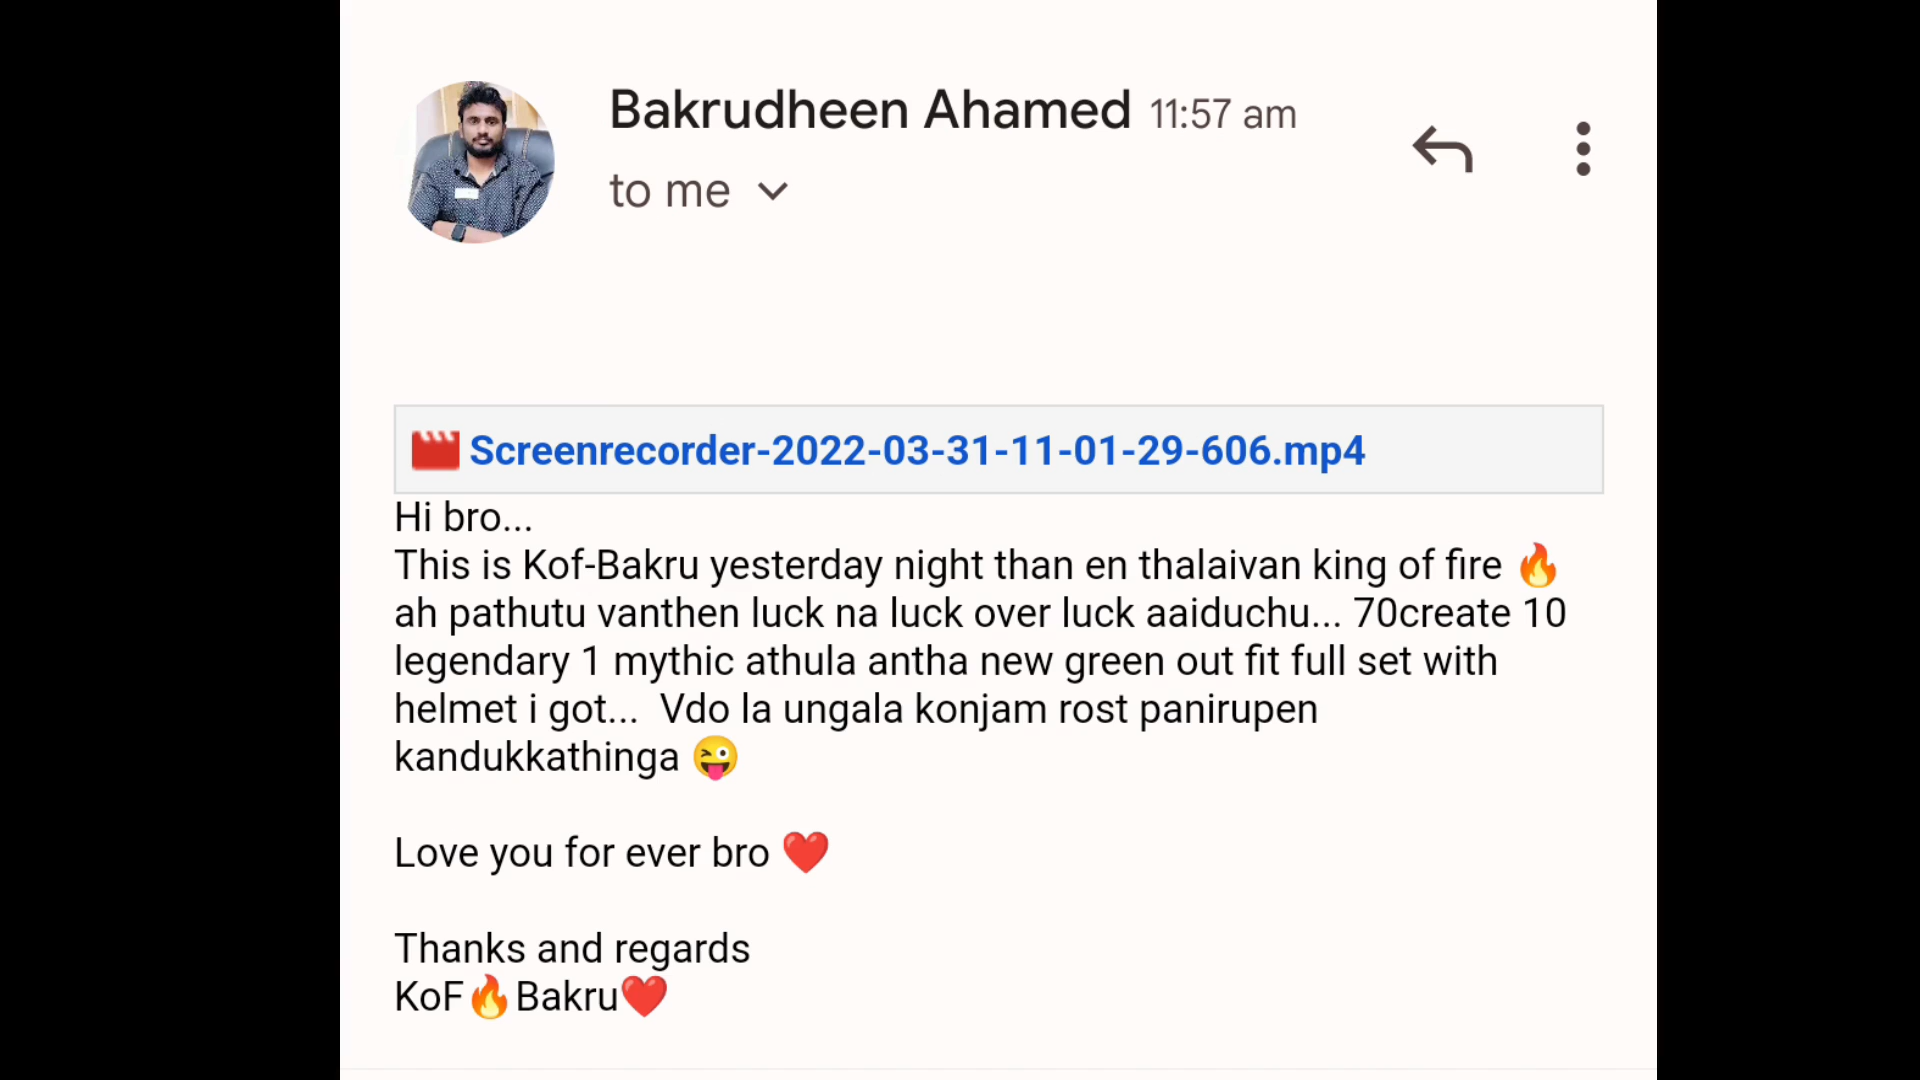 Bakrudheen Ahamed 11:57 am
to me
Screenrecorder-2022-03-31-11-01-29-606.mp4
Hi bro...
This is Kof-Bakru yesterday night than en thalaivan king of fire 🔥
ah pathutu vanthen luck na luck over luck aaiduchu... 70create 10
legendary 1 mythic athula antha new green out fit full set with
helmet i got...  Vdo la ungala konjam rost panirupen
kandukkathinga 😜
Love you for ever bro ❤️
Thanks and regards
KoF🔥Bakru❤️